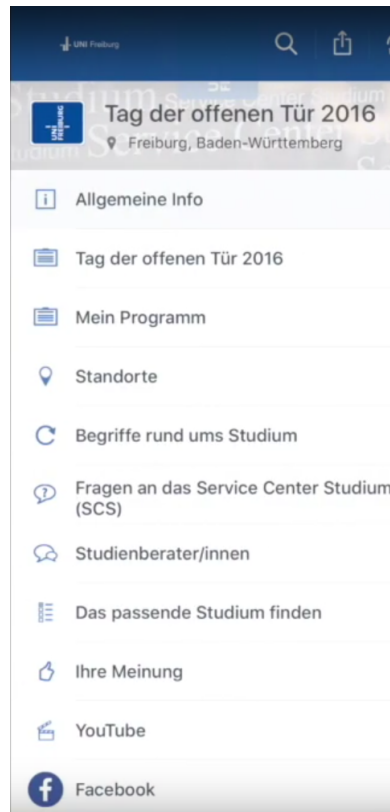 UNI Freiburg
Tag der offenen Tür 2016
Freiburg, Baden-Württemberg
UNI
FREIBURG
Allgemeine Info
Tag der offenen Tür 2016
Mein Programm
Standorte
Begriffe rund ums Studium
Fragen an das Service Center Studium
(SCS)
Studienberater/innen
Das passende Studium finden
Ihre Meinung
YouTube
Facebook